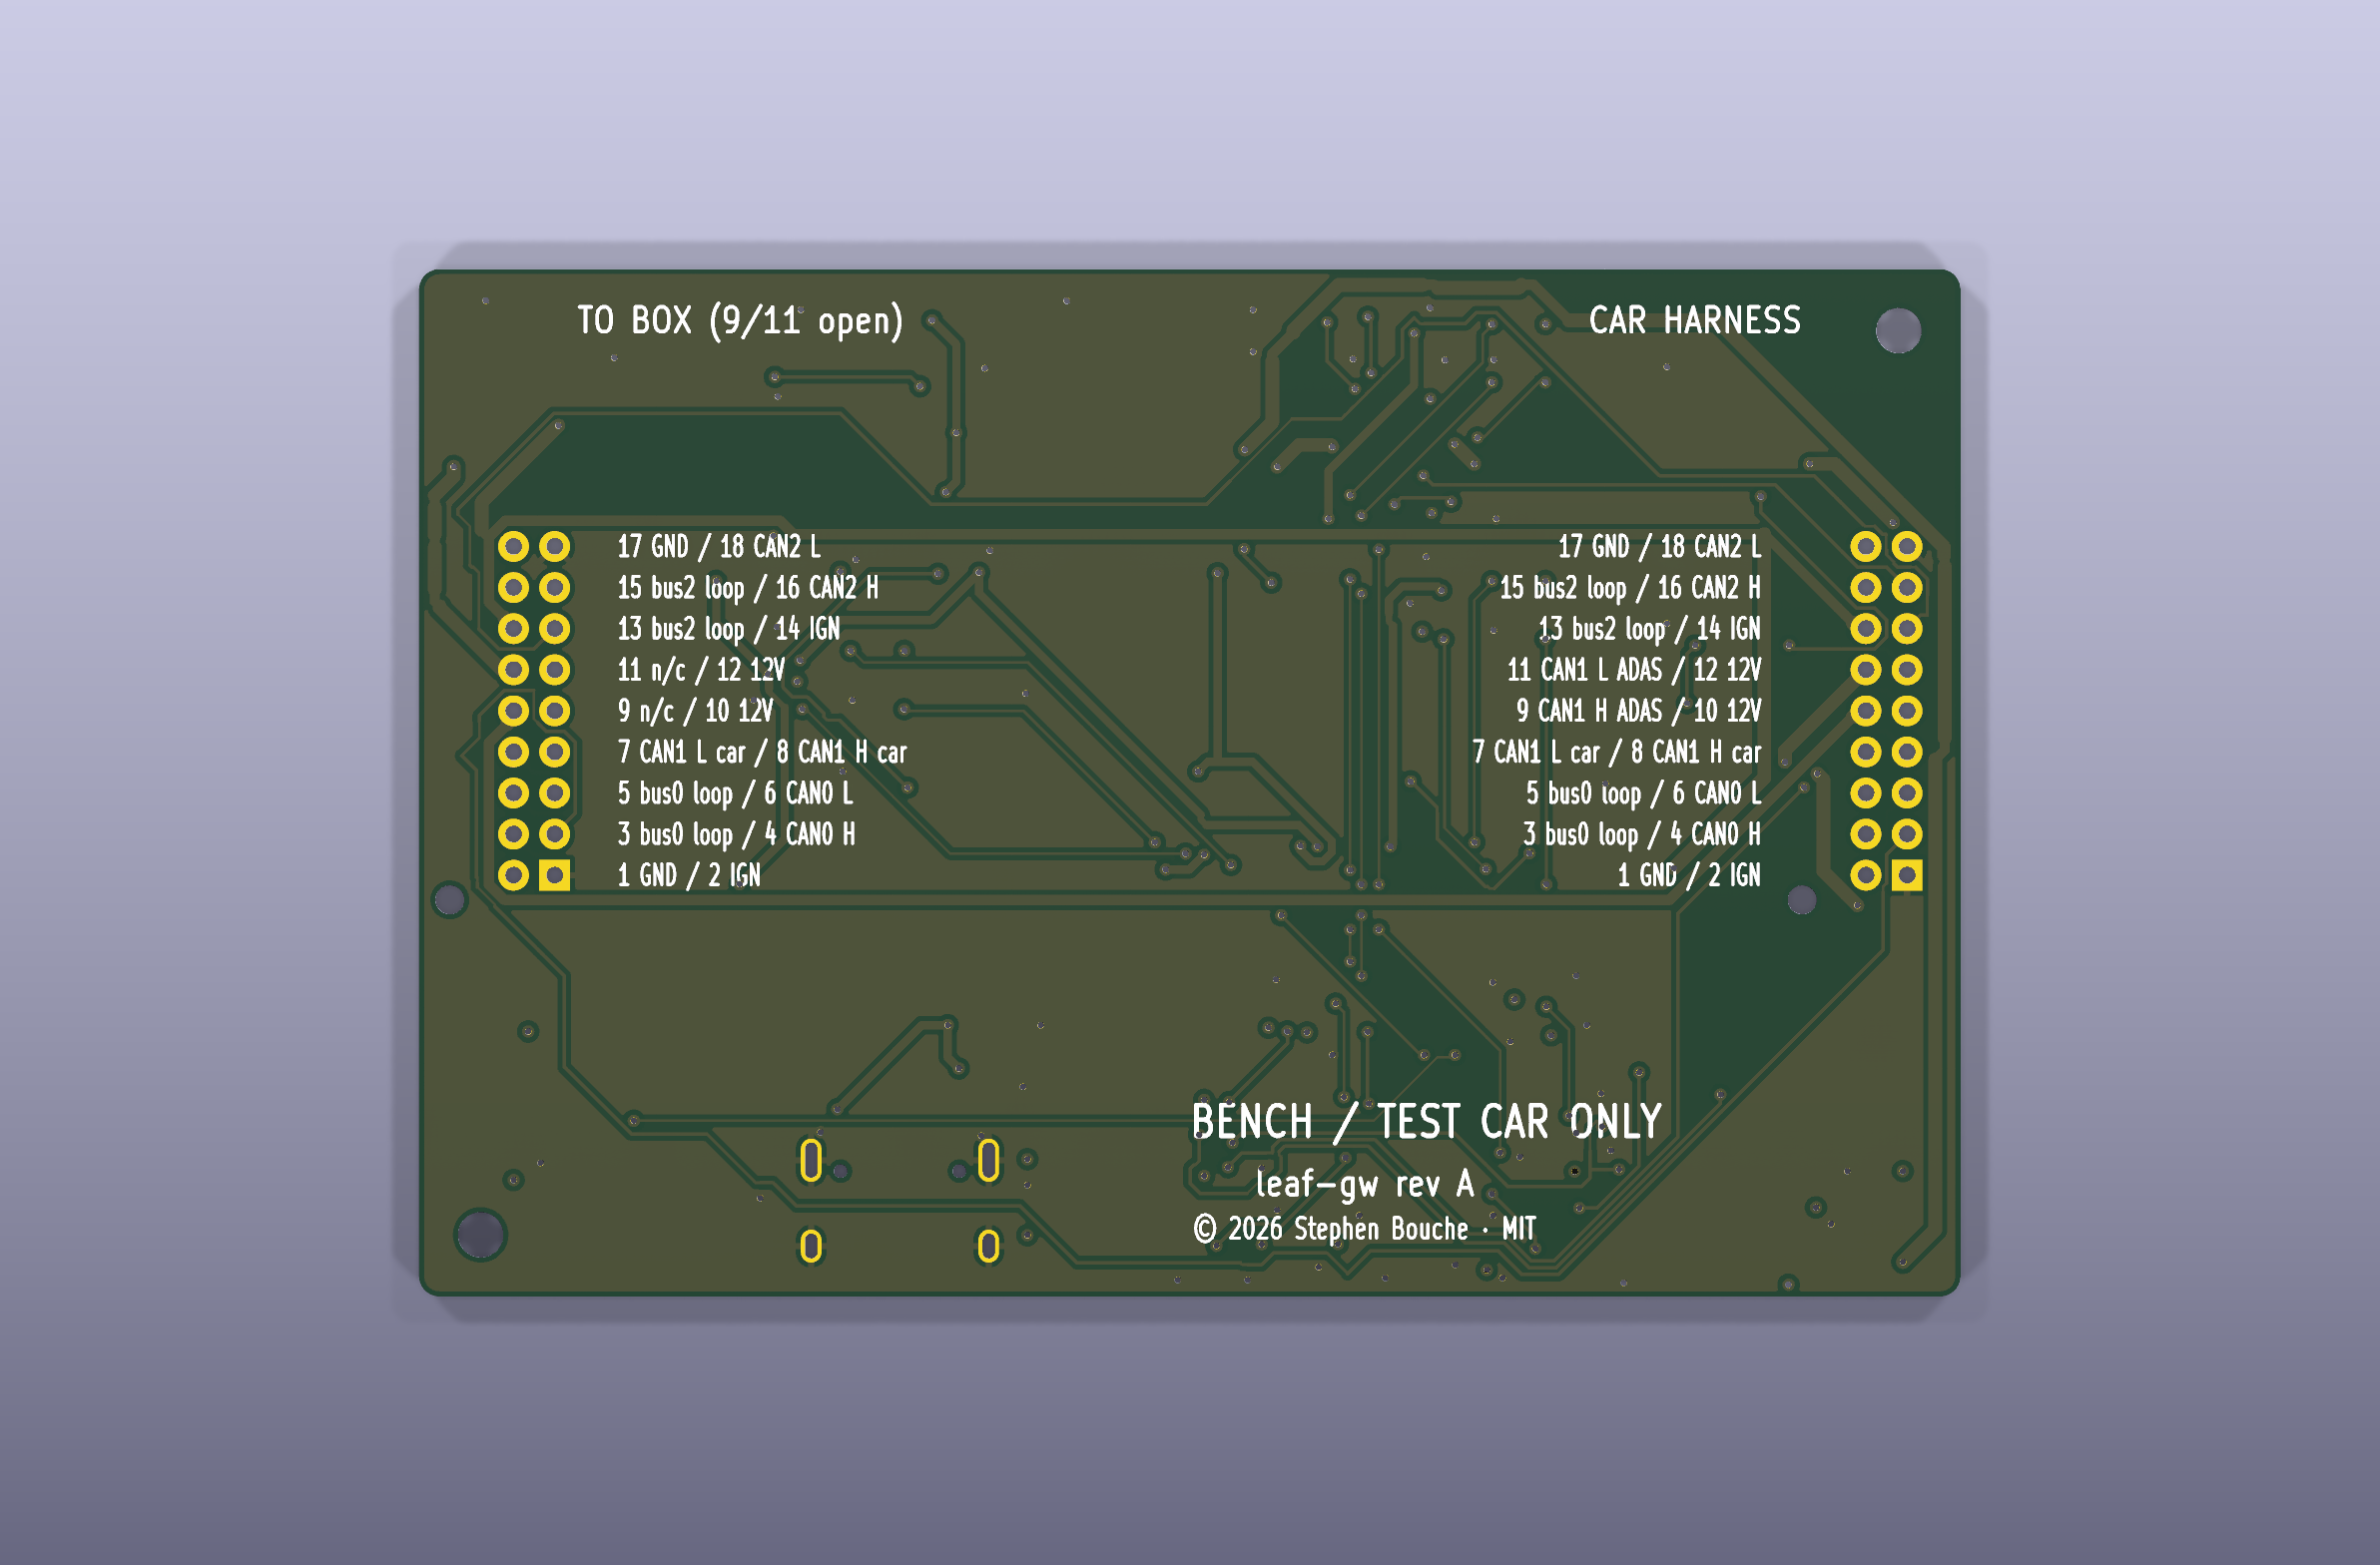 TO BOX (9/11 open)
CAR HARNESS
17 GND / 18 CAN2 L
15 bus2 loop / 16 CAN2 H
13 bus2 loop / 14 IGN
11 n/c / 12 12V
9 n/c / 10 12V
7 CAN1 L car / 8 CAN1 H car
5 bus0 loop / 6 CAN0 L
3 bus0 loop / 4 CAN0 H
1 GND / 2 IGN
17 GND / 18 CAN2 L
15 bus2 loop / 16 CAN2 H
13 bus2 loop / 14 IGN
11 CAN1 L ADAS / 12 12V
9 CAN1 H ADAS / 10 12V
7 CAN1 L car / 8 CAN1 H car
5 bus0 loop / 6 CAN0 L
3 bus0 loop / 4 CAN0 H
1 GND / 2 IGN
BENCH / TEST CAR ONLY
leaf-gw rev A
© 2026 Stephen Bouche · MIT